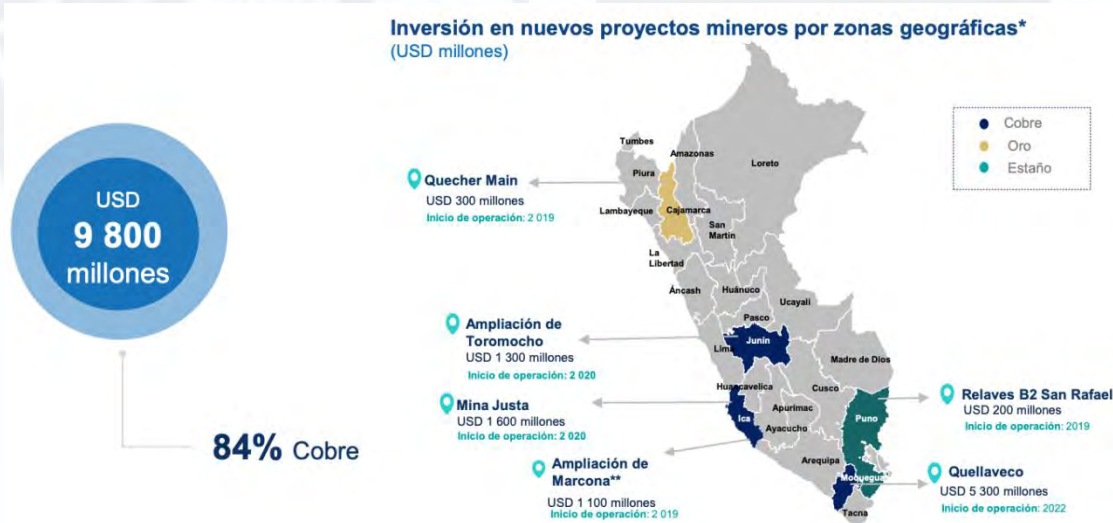 Inversión en nuevos proyectos mineros por zonas geográficas*
(USD millones)
USD
9 800
millones
84% Cobre
Cobre
Oro
Estaño
Quecher Main
USD 300 millones
Inicio de operación: 2 019
Ampliación de
Toromocho
USD 1 300 millones
Inicio de operación: 2 020
Mina Justa
USD 1 600 millones
Inicio de operación: 2 020
Ampliación de
Marcona**
USD 1 100 millones
Inicio de operación: 2 019
Relaves B2 San Rafael
USD 200 millones
Inicio de operación: 2019
Quellaveco
USD 5 300 millones
Inicio de operación: 2022
Tumbes
Piura
Amazonas
Loreto
Lambayeque
Cajamarca
San
Martín
La
Libertad
Áncash
Huánuco
Ucayali
Pasco
Lima
Junín
Madre de Dios
Huancavelica
Cusco
Ica
Apurímac
Ayacucho
Puno
Arequipa
Moquegua
Tacna